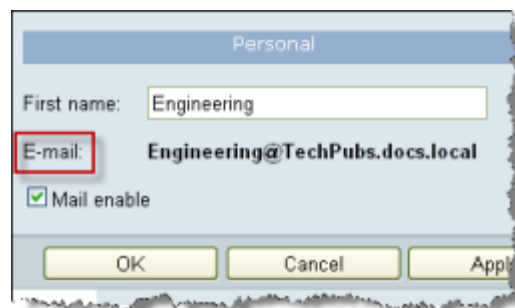 Personal
First name: Engineering
E-mail: Engineering@TechPubs.docs.local
Mail enable
OK Cancel